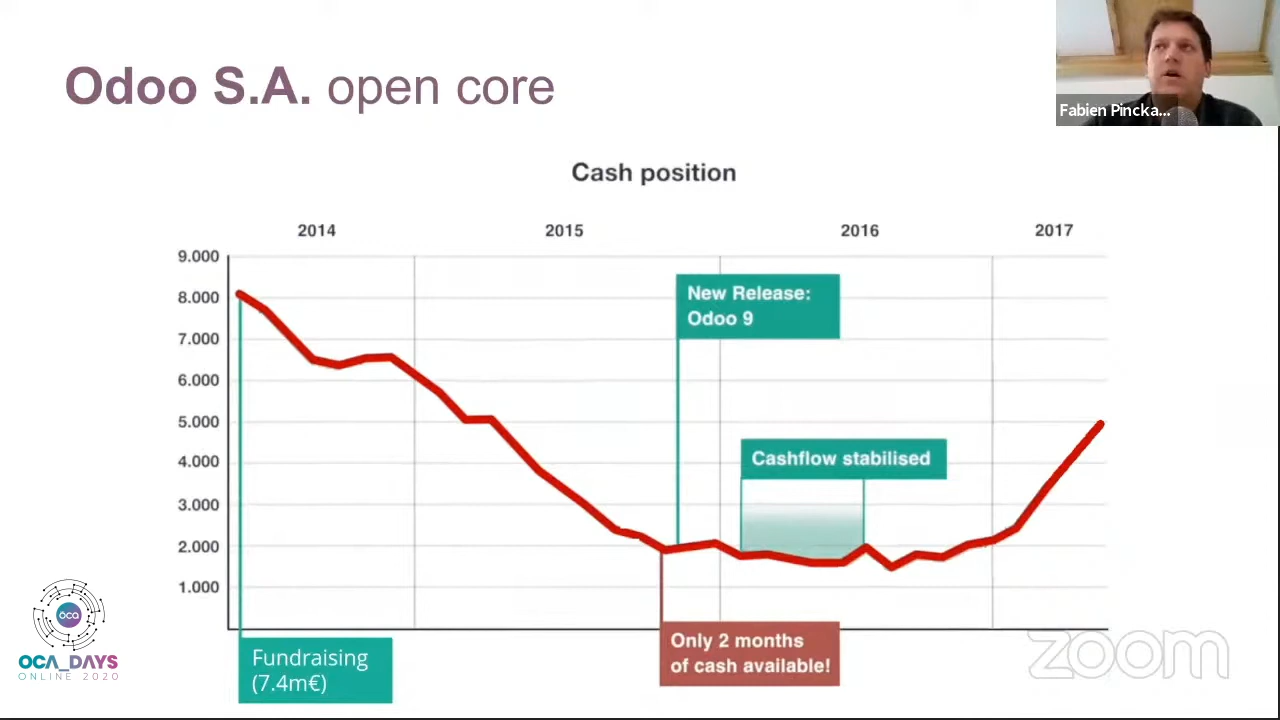 Odoo S.A. open core
Fabien Pincka...
Cash position
2014 2015 2016 2017
9.000
8.000
7.000
6.000
5.000
4.000
3.000
2.000
1.000
New Release:
Odoo 9
Cashflow stabilised
Only 2 months
of cash available!
Fundraising
(7.4m€)
oca
OCA_DAYS
ONLINE 2020
zoom